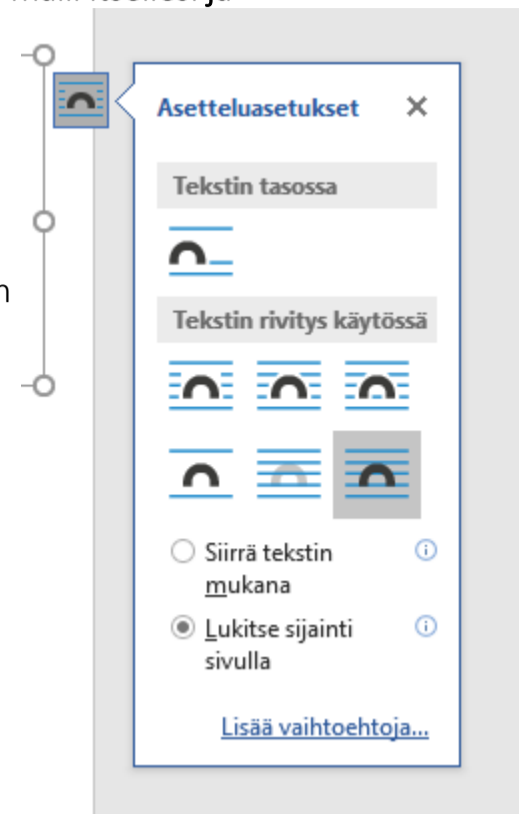 Asetteluasetukset
Tekstin tasossa
Tekstin rivitys käytössä
Siirrä tekstin
mukana
Lukitse sijainti
sivulla
Lisää vaihtoehtoja...